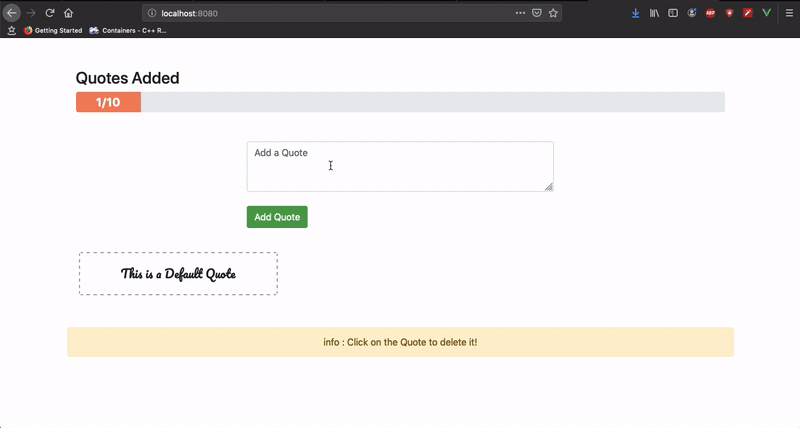 localhost:8080
Getting Started
Containers - C++ R...
ABP
Quotes Added
1/10
Add a Quote
Add Quote
This is a Default Quote
info : Click on the Quote to delete it!